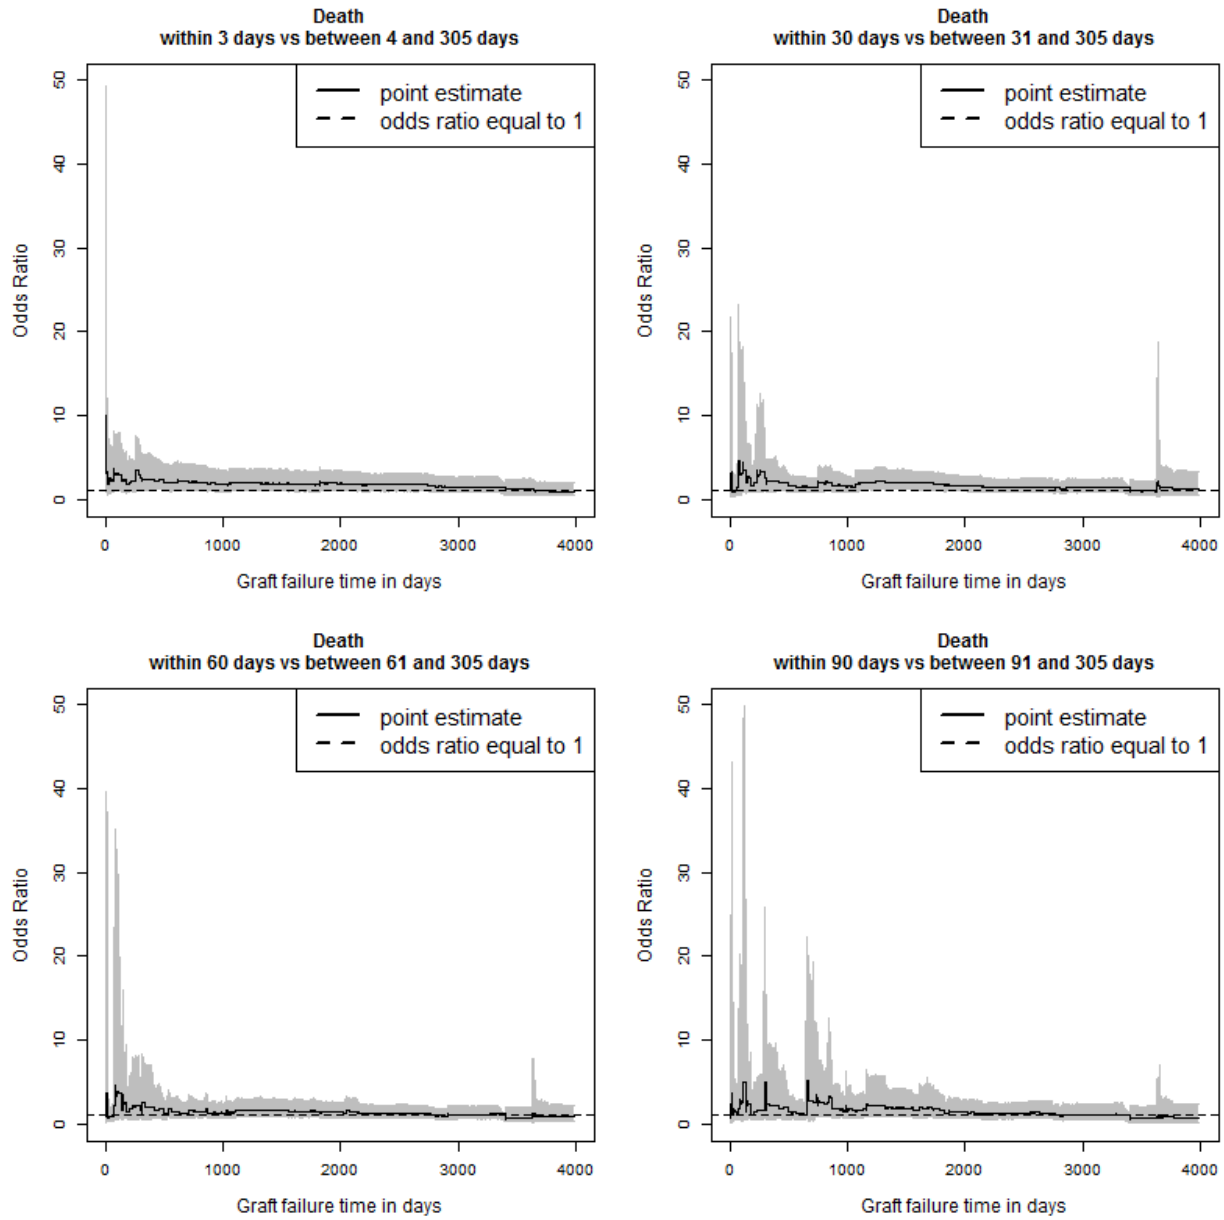 Death
within 3 days vs between 4 and 305 days
point estimate
odds ratio equal to 1
Odds Ratio
50
40
30
20
10
0
0 1000 2000 3000 4000
Graft failure time in days
Death
within 30 days vs between 31 and 305 days
point estimate
odds ratio equal to 1
Odds Ratio
50
40
30
20
10
0
0 1000 2000 3000 4000
Graft failure time in days
Death
within 60 days vs between 61 and 305 days
point estimate
odds ratio equal to 1
Odds Ratio
50
40
30
20
10
0
0 1000 2000 3000 4000
Graft failure time in days
Death
within 90 days vs between 91 and 305 days
point estimate
odds ratio equal to 1
Odds Ratio
50
40
30
20
10
0
0 1000 2000 3000 4000
Graft failure time in days